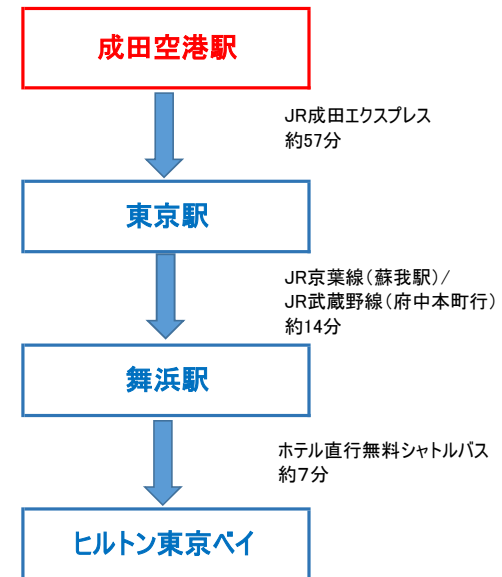 成田空港駅
JR成田エクスプレス
約57分
東京駅
JR京葉線(蘇我駅)/
JR武蔵野線(府中本町行)
約14分
舞浜駅
ホテル直行無料シャトルバス
約7分
ヒルトン東京ベイ